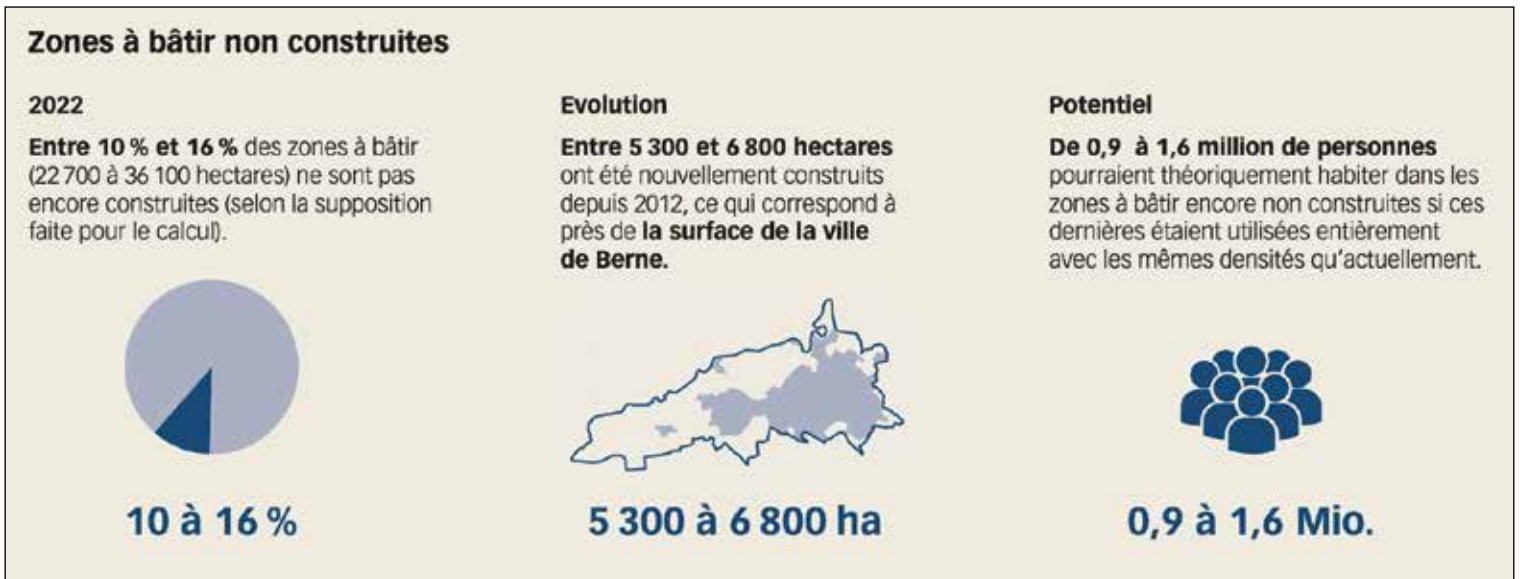 Zones à bâtir non construites
2022
Entre 10 % et 16 % des zones à bâtir
(22 700 à 36 100 hectares) ne sont pas
encore construites (selon la supposition
faite pour le calcul).
10 à 16 %
Evolution
Entre 5 300 et 6 800 hectares
ont été nouvellement construits
depuis 2012, ce qui correspond à
près de la surface de la ville
de Berne.
5 300 à 6 800 ha
Potentiel
De 0,9 à 1,6 million de personnes
pourraient théoriquement habiter dans les
zones à bâtir encore non construites si ces
dernières étaient utilisées entièrement
avec les mêmes densités qu'actuellement.
0,9 à 1,6 Mio.